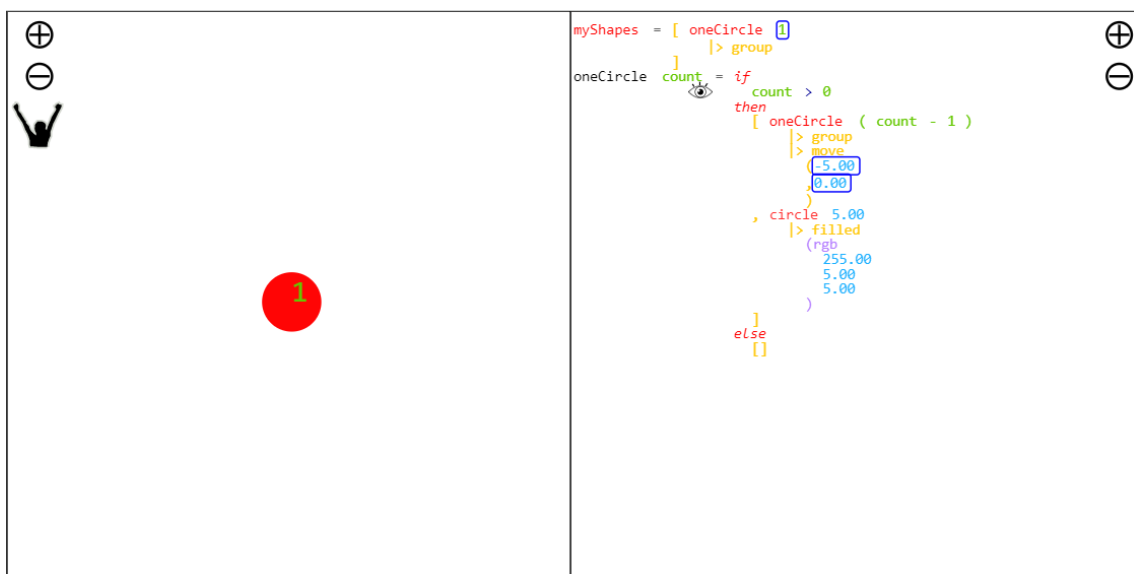 1
myShapes = [ oneCircle 1
|> group
]
oneCircle count = if
count > 0
then
[ oneCircle ( count - 1 )
|> group
|> move
(-5.00
,0.00
)
, circle 5.00
|> filled
(rgb
255.00
5.00
5.00
)
]
else
[]